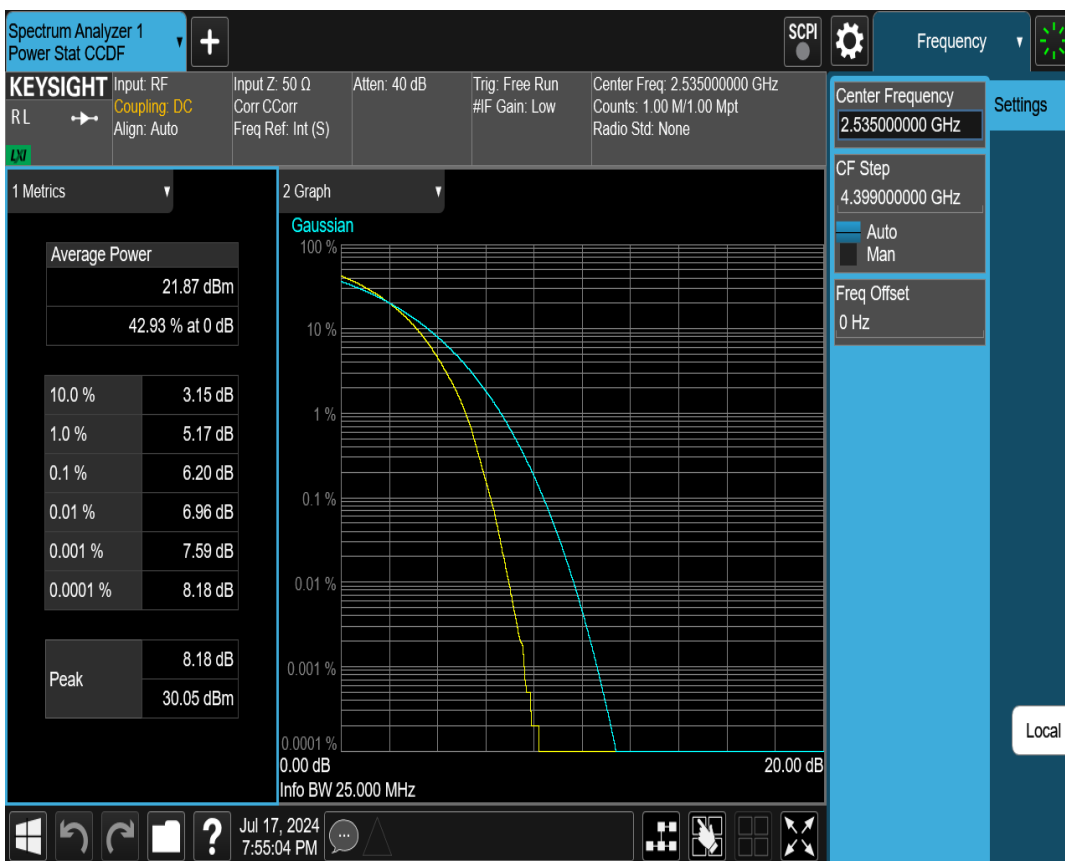 Spectrum Analyzer 1
Power Stat CCDF
SCPI
Frequency
KEYSIGHT
RL
LXI
Input: RF
Coupling: DC
Align: Auto
Input Z: 50 Ω
Corr CCorr
Freq Ref: Int (S)
Atten: 40 dB
Trig: Free Run
#IF Gain: Low
Center Freq: 2.535000000 GHz
Counts: 1.00 M/1.00 Mpt
Radio Std: None
Center Frequency
2.535000000 GHz
Settings
CF Step
4.399000000 GHz
Auto
Man
Freq Offset
0 Hz
1 Metrics
Average Power
21.87 dBm
42.93 % at 0 dB
10.0 % 3.15 dB
1.0 % 5.17 dB
0.1 % 6.20 dB
0.01 % 6.96 dB
0.001 % 7.59 dB
0.0001 % 8.18 dB
Peak
8.18 dB
30.05 dBm
2 Graph
Gaussian
100 %
10 %
1 %
0.1 %
0.01 %
0.001 %
0.0001 %
0.00 dB 20.00 dB
Info BW 25.000 MHz
Local
?
Jul 17, 2024
7:55:04 PM